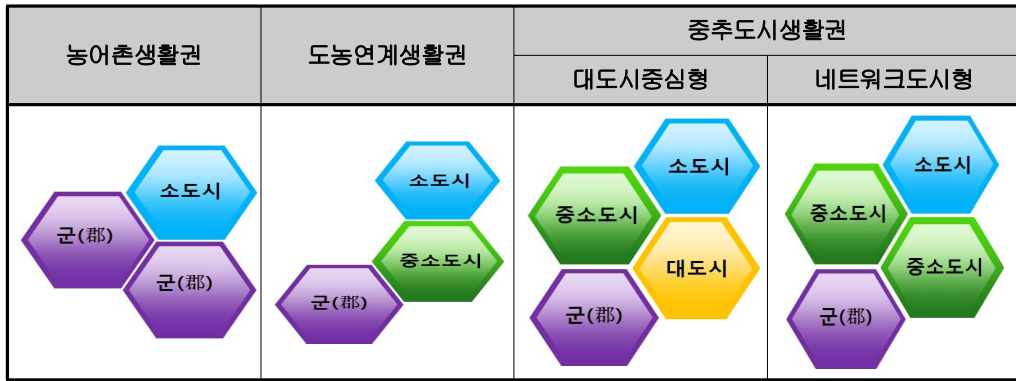 농어촌생활권
도농연계생활권
중추도시생활권
대도시중심형
네트워크도시형
소도시
군(郡)
군(郡)
소도시
중소도시
군(郡)
소도시
중소도시
대도시
군(郡)
소도시
중소도시
중소도시
군(郡)